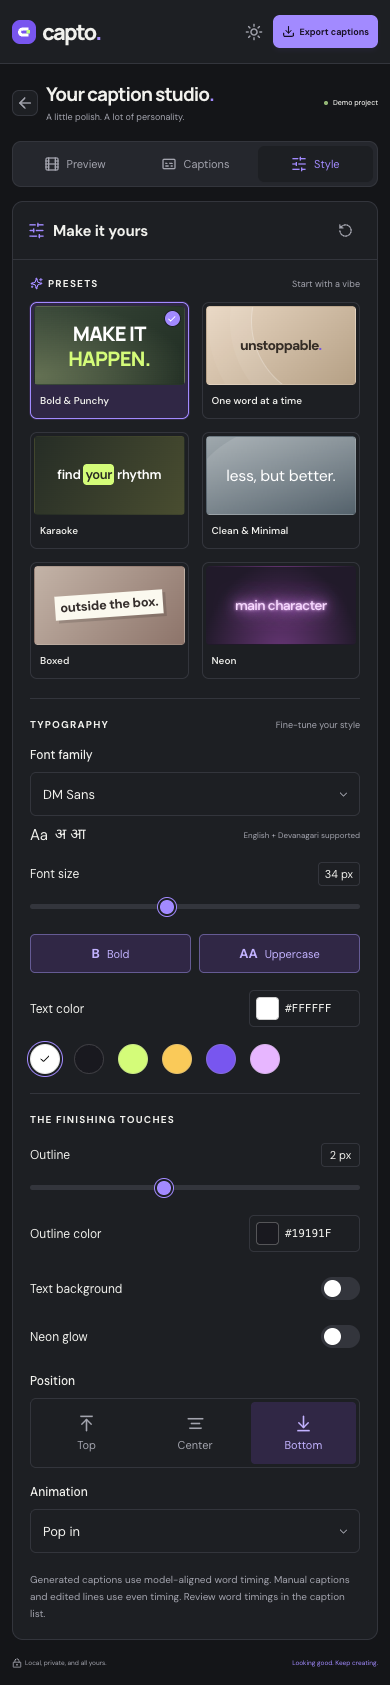 capto.
Export captions
Your caption studio.
A little polish. A lot of personality.
Demo project
Preview
Captions
Style
Make it yours
PRESETS
Start with a vibe
MAKE IT
HAPPEN.
unstoppable.
Bold & Punchy
One word at a time
find your rhythm
less, but better.
Karaoke
Clean & Minimal
outside the box.
main character
Boxed
Neon
TYPOGRAPHY
Fine-tune your style
Font family
DM Sans
Aa अ आ
English + Devanagari supported
Font size
34 px
B Bold
AA Uppercase
Text color
#FFFFFF
THE FINISHING TOUCHES
Outline
2 px
Outline color
#19191F
Text background
Neon glow
Position
Top
Center
Bottom
Animation
Pop in
Generated captions use model-aligned word timing. Manual captions
and edited lines use even timing. Review word timings in the caption
list.
Local, private, and all yours.
Looking good. Keep creating.